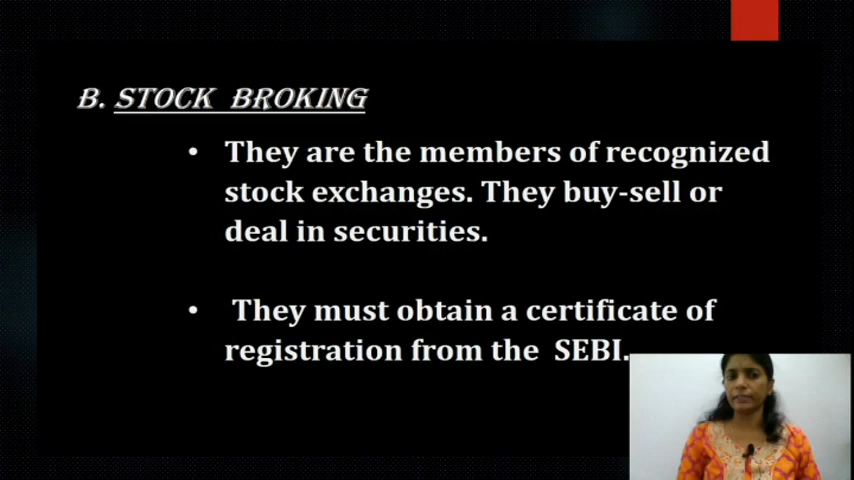 B. STOCK BROKING
• They are the members of recognized
stock exchanges. They buy-sell or
deal in securities.
• They must obtain a certificate of
registration from the SEBI.